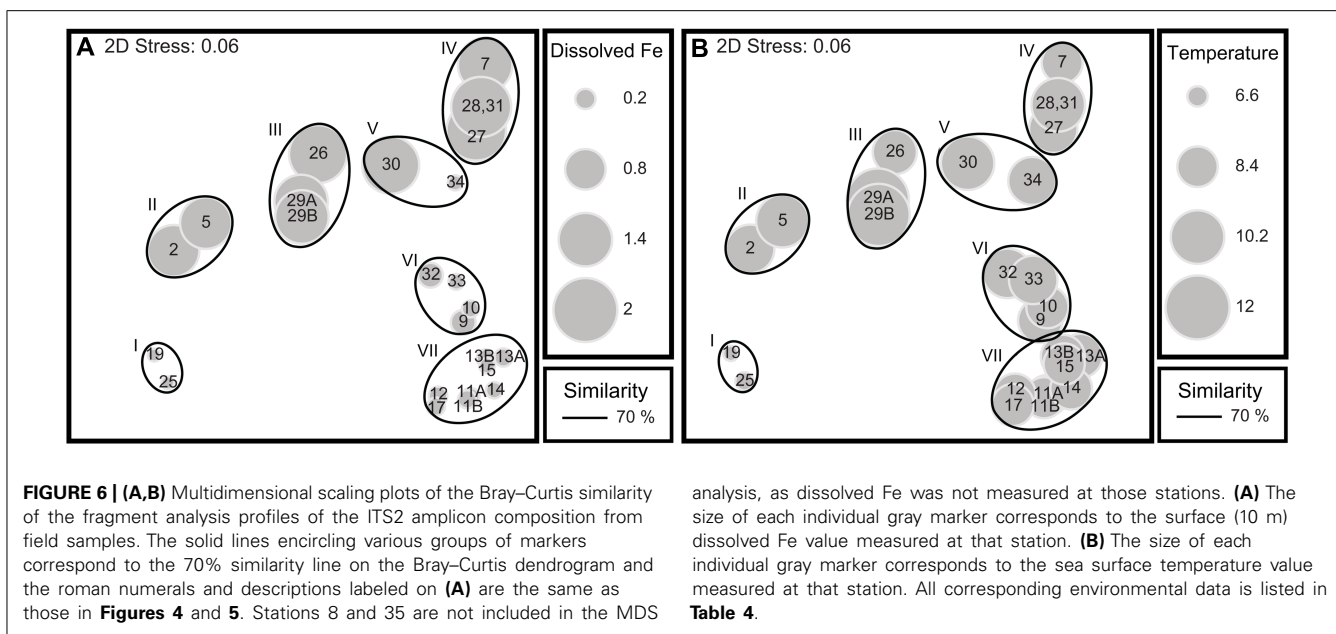 A 2D Stress: 0.06
IV
7
28,31
27
V
30
34
III
26
29A
29B
II
5
2
VI
32
33
10
9
I
19
25
VII
13B 13A
15
12
11A
14
17
11B
Dissolved Fe
0.2
0.8
1.4
2
Similarity
70 %
B 2D Stress: 0.06
IV
7
28,31
27
V
30
34
III
26
29A
29B
II
5
2
VI
32
33
10
9
I
19
25
VII
13B 13A
15
12
11A
14
17
11B
Temperature
6.6
8.4
10.2
12
Similarity
70 %
FIGURE 6 | (A,B) Multidimensional scaling plots of the Bray–Curtis similarity
of the fragment analysis profiles of the ITS2 amplicon composition from
field samples. The solid lines encircling various groups of markers
correspond to the 70% similarity line on the Bray–Curtis dendrogram and
the roman numerals and descriptions labeled on (A) are the same as
those in Figures 4 and 5. Stations 8 and 35 are not included in the MDS
analysis, as dissolved Fe was not measured at those stations. (A) The
size of each individual gray marker corresponds to the surface (10 m)
dissolved Fe value measured at that station. (B) The size of each
individual gray marker corresponds to the sea surface temperature value
measured at that station. All corresponding environmental data is listed in
Table 4.